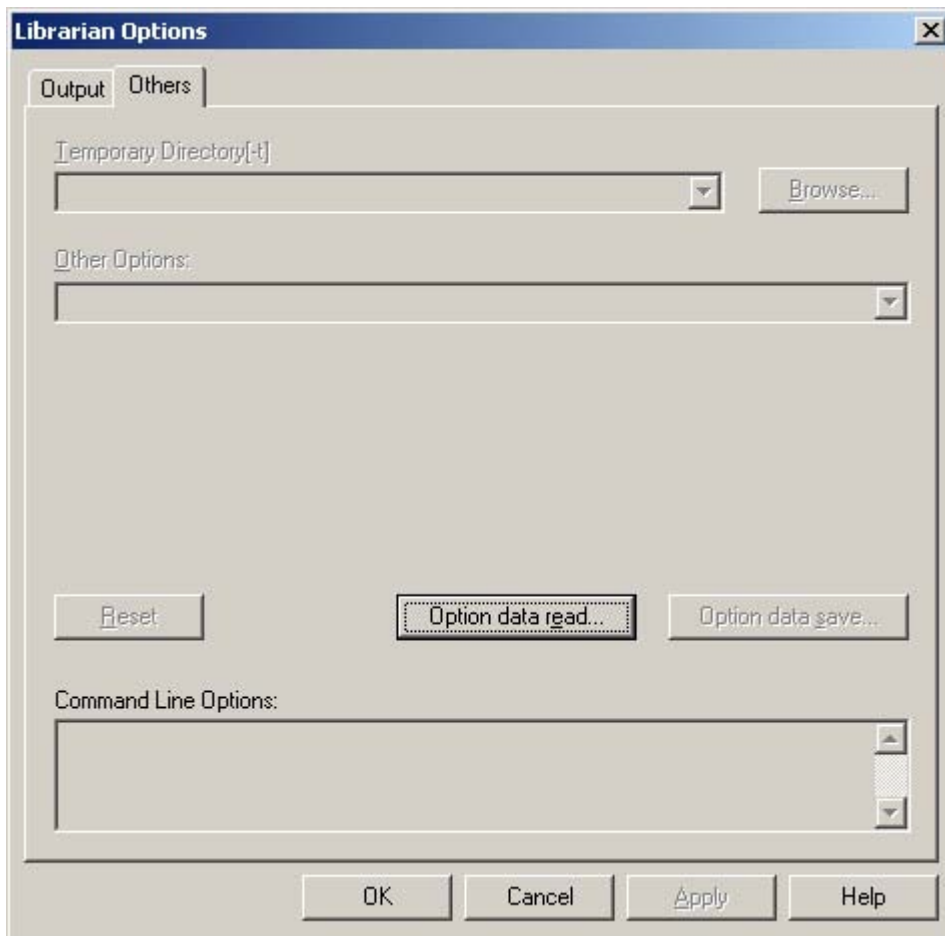 Librarian Options
Output Others
Temporary Directory[-t]
Browse...
Other Options:
Reset Option data read... Option data save...
Command Line Options:
OK Cancel Apply Help